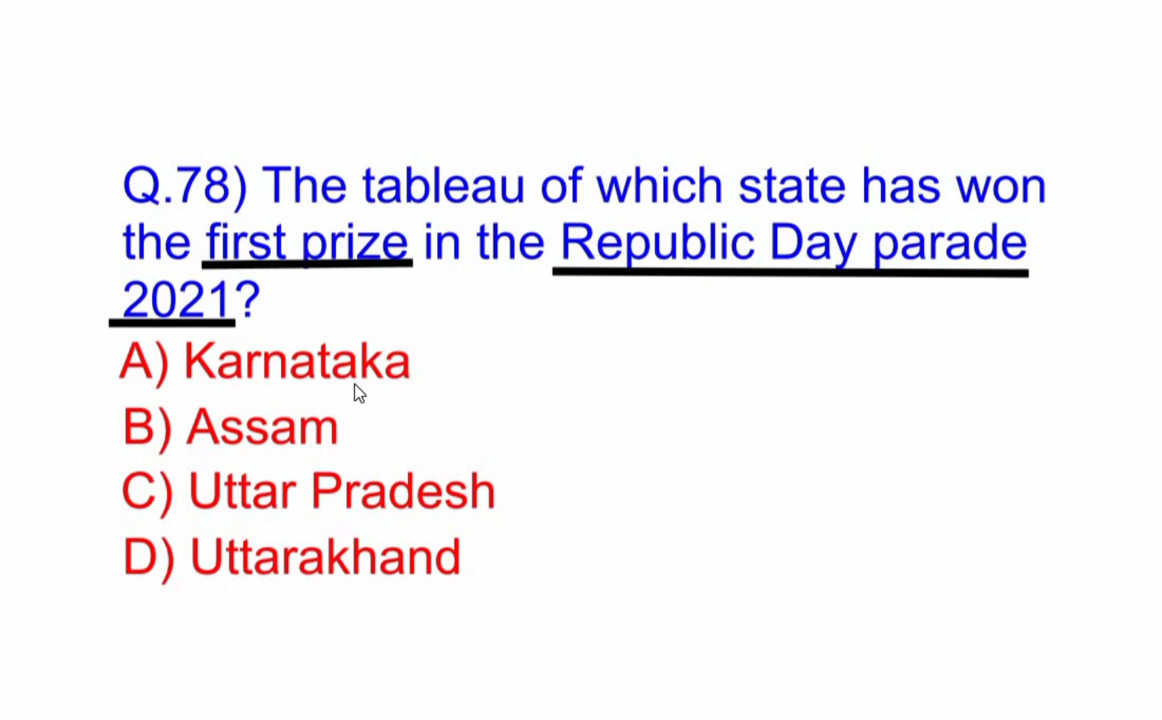 Q.78) The tableau of which state has won
the first prize in the Republic Day parade
2021?
A) Karnataka
B) Assam
C) Uttar Pradesh
D) Uttarakhand